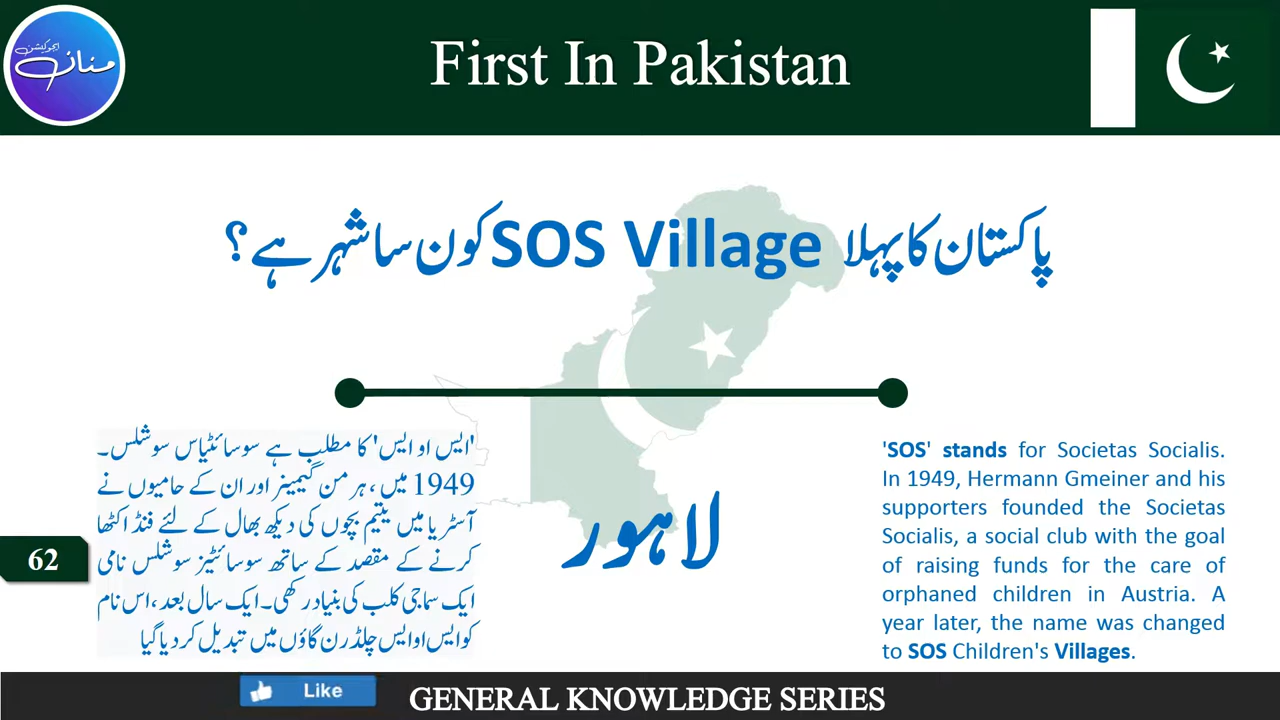 منان
ایجوکیشن
First In Pakistan
پاکستان کا پہلا SOS Village کون سا شہر ہے؟
'ایس او ایس' کا مطلب ہے سوسائٹیاس سوشلس۔
1949 میں، ہرمن گیمینر اور ان کے حامیوں نے
آسٹریا میں یتیم بچوں کی دیکھ بھال کے لئے فنڈ اکٹھا
کرنے کے مقصد کے ساتھ سوسائٹیز سوشلس نامی
ایک سماجی کلب کی بنیاد رکھی۔ ایک سال بعد، اس نام
کو ایس او ایس چلڈرن گاؤں میں تبدیل کر دیا گیا
لاہور
'SOS' stands for Societas Socialis.
In 1949, Hermann Gmeiner and his
supporters founded the Societas
Socialis, a social club with the goal
of raising funds for the care of
orphaned children in Austria. A
year later, the name was changed
to SOS Children's Villages.
62
Like
GENERAL KNOWLEDGE SERIES